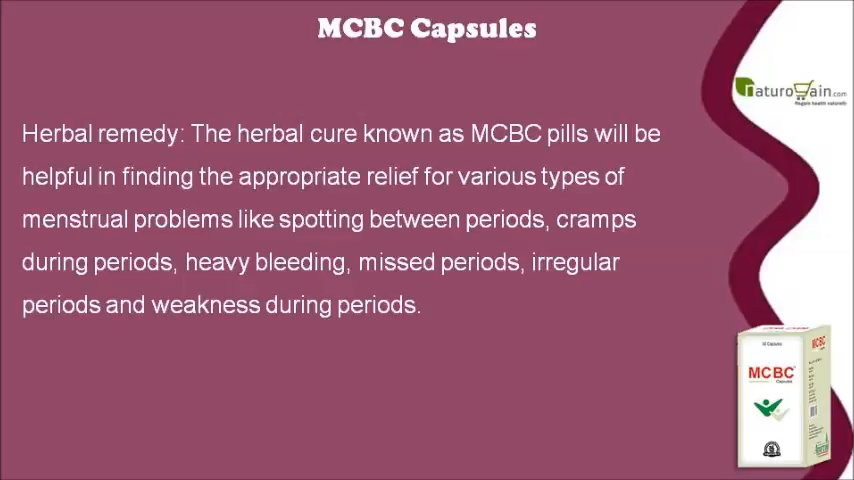 MCBC Capsules
naturogain.com
Regain health naturally
Herbal remedy: The herbal cure known as MCBC pills will be
helpful in finding the appropriate relief for various types of
menstrual problems like spotting between periods, cramps
during periods, heavy bleeding, missed periods, irregular
periods and weakness during periods.
Capsules
MCBC
Capsules
MCBC